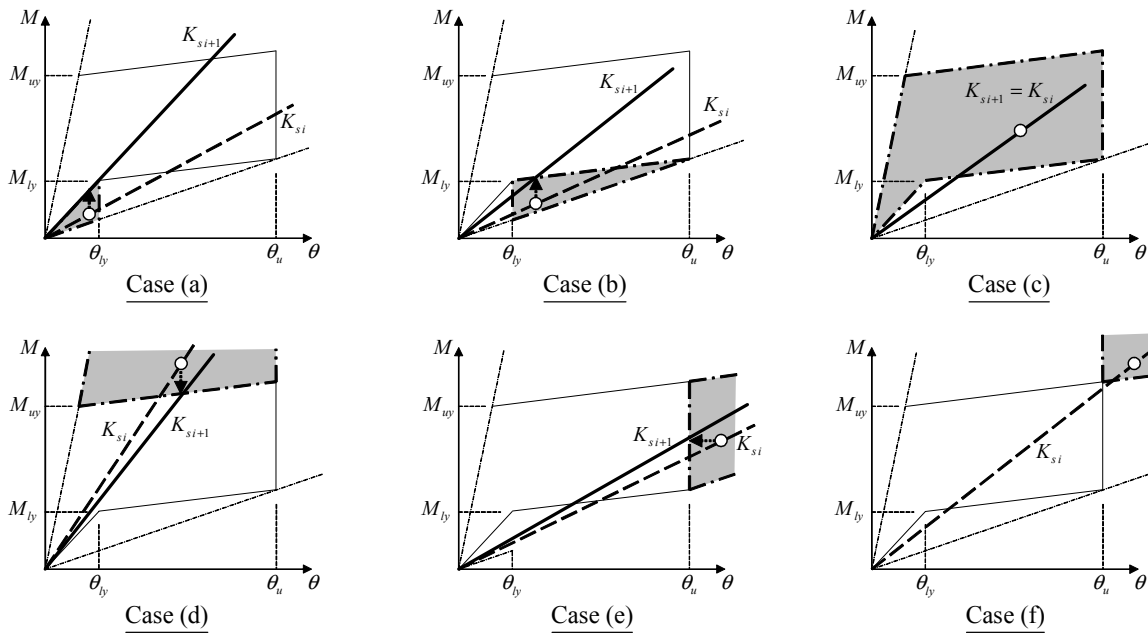 M
K_{si+1}
M_{uy}
K_{si}
M_{ly}
θ_{ly}
θ_u
θ
Case (a)
M
K_{si+1}
M_{uy}
K_{si}
M_{ly}
θ_{ly}
θ_u
θ
Case (b)
M
M_{uy}
K_{si+1} = K_{si}
M_{ly}
θ_{ly}
θ_u
θ
Case (c)
M
M_{uy}
K_{si}
K_{si+1}
M_{ly}
θ_{ly}
θ_u
θ
Case (d)
M
M_{uy}
K_{si+1}
K_{si}
M_{ly}
θ_{ly}
θ_u
θ
Case (e)
M
M_{uy}
K_{si}
M_{ly}
θ_{ly}
θ_u
θ
Case (f)